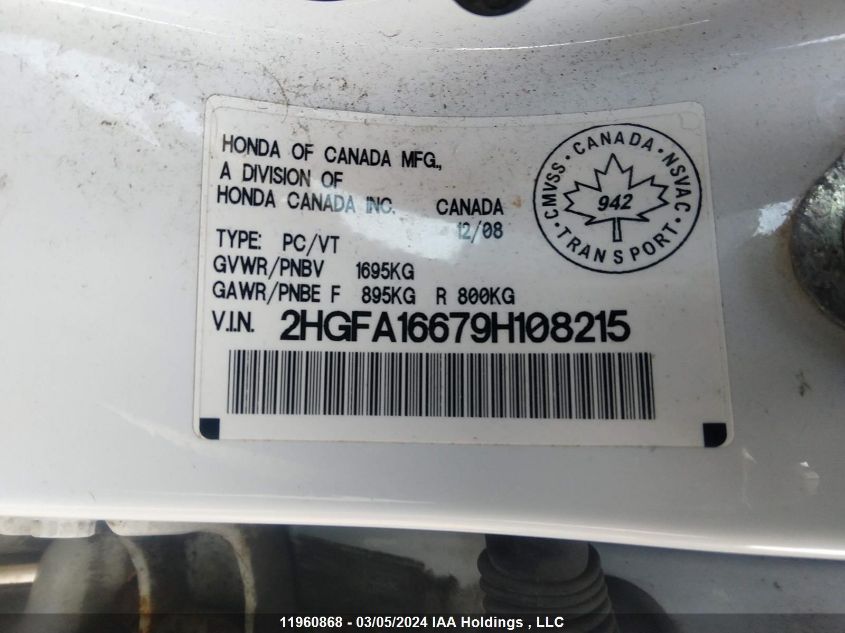 HONDA OF CANADA MFG.,
A DIVISION OF
HONDA CANADA INC. CANADA
12/08
TYPE: PC/VT
GVWR/PNBV 1695KG
GAWR/PNBE F 895KG R 800KG
V.I.N. 2HGFA16679H108215
CMVSS · CANADA · NSVAC
942
· TRANSPORT ·
11960868 - 03/05/2024 IAA Holdings , LLC